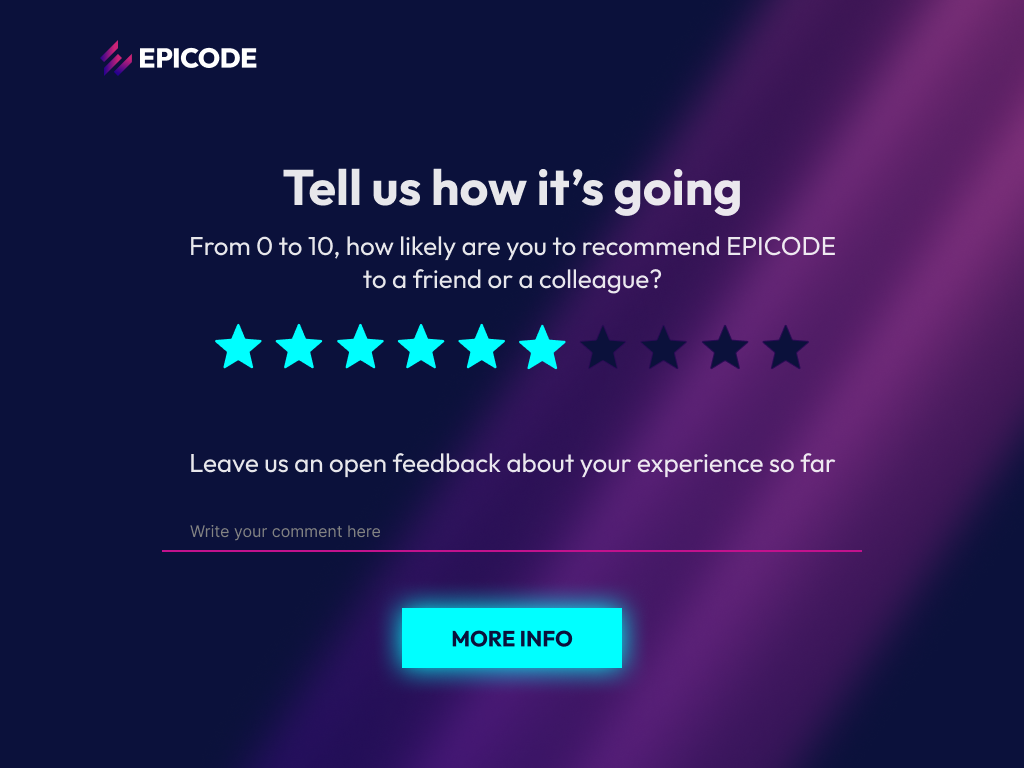 EPICODE
Tell us how it’s going
From 0 to 10, how likely are you to recommend EPICODE
to a friend or a colleague?
Leave us an open feedback about your experience so far
Write your comment here
MORE INFO